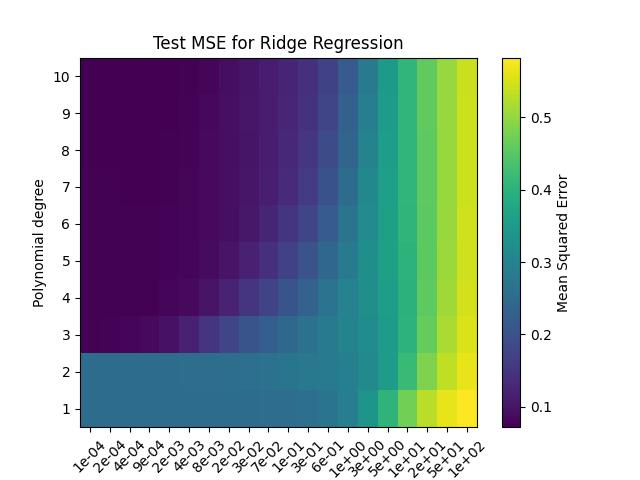 Test MSE for Ridge Regression
Polynomial degree
10
9
8
7
6
5
4
3
2
1
1e-04
2e-04
4e-04
9e-04
2e-03
4e-03
8e-03
2e-02
3e-02
7e-02
1e-01
3e-01
6e-01
1e+00
3e+00
5e+00
1e+01
2e+01
5e+01
1e+02
0.5
0.4
0.3
0.2
0.1
Mean Squared Error